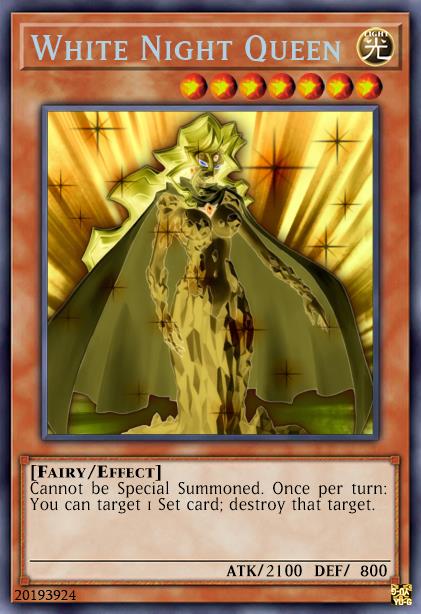 White Night Queen
LIGHT
光
[Fairy/Effect]
Cannot be Special Summoned. Once per turn:
You can target 1 Set card; destroy that target.
ATK/2100 DEF/ 800
20193924